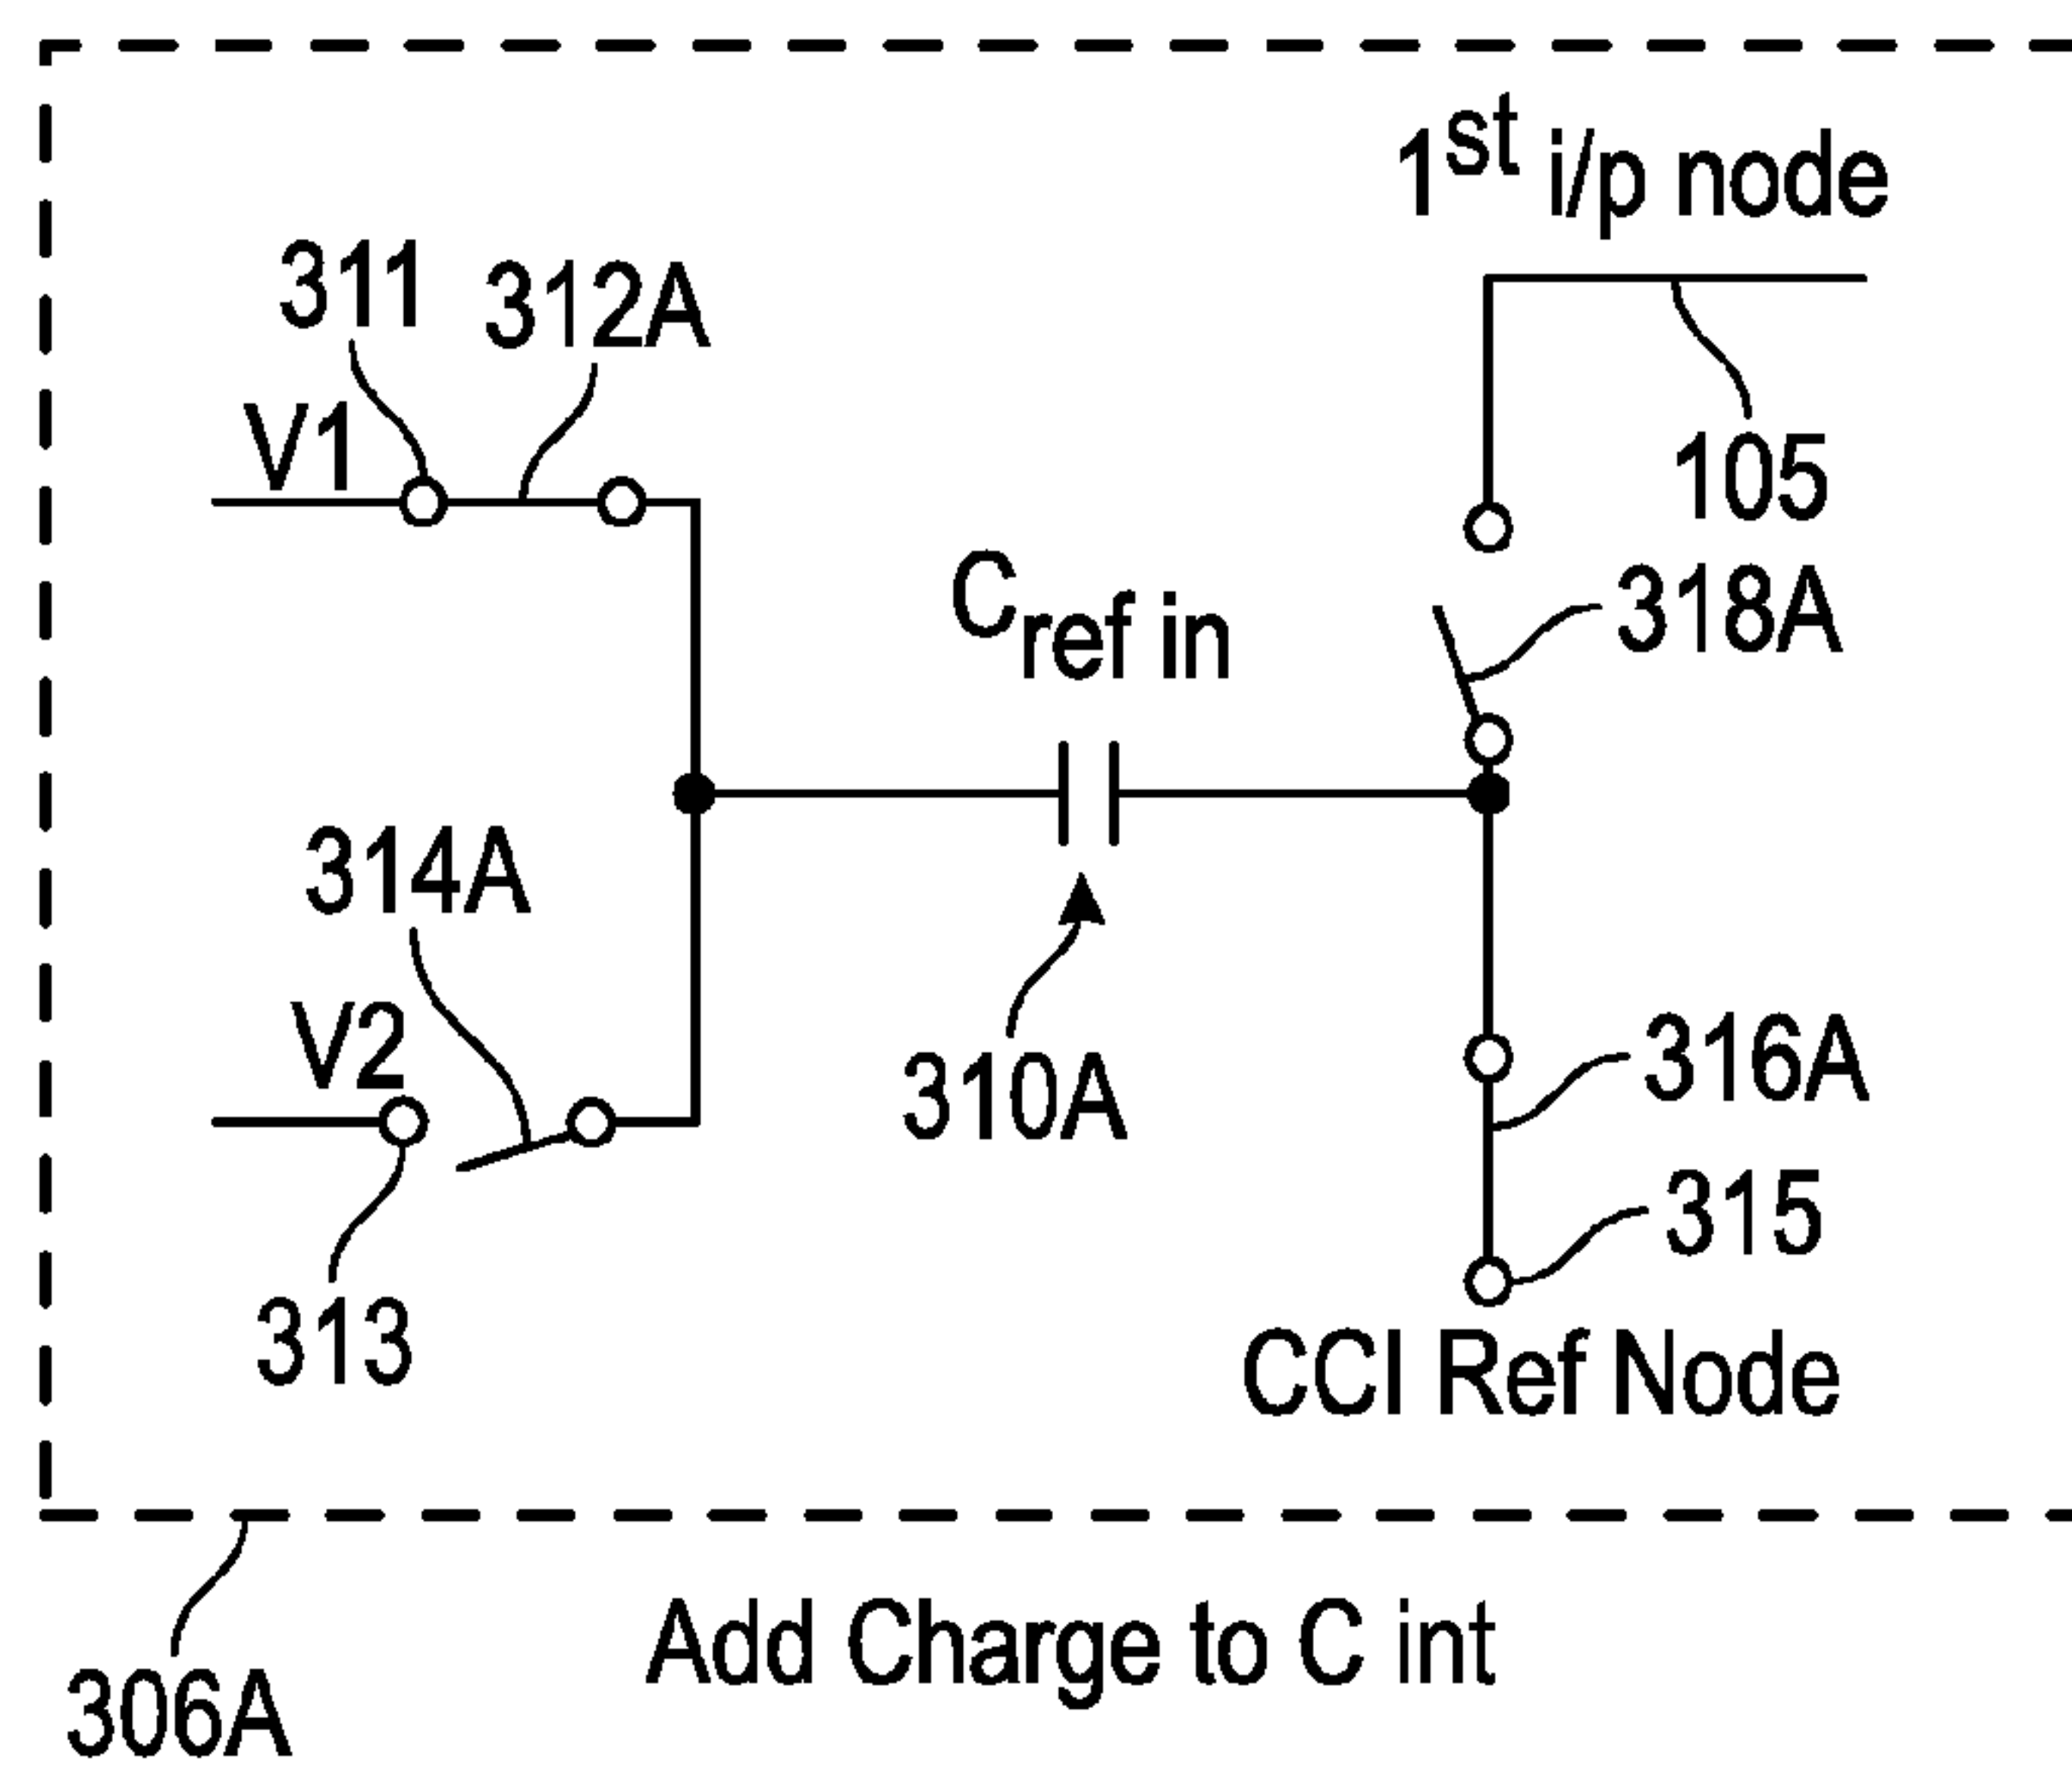 1st i/p node
311
312A
V1
105
Cref in
318A
314A
V2
310A
316A
315
313
CCI Ref Node
Add Charge to C int
306A